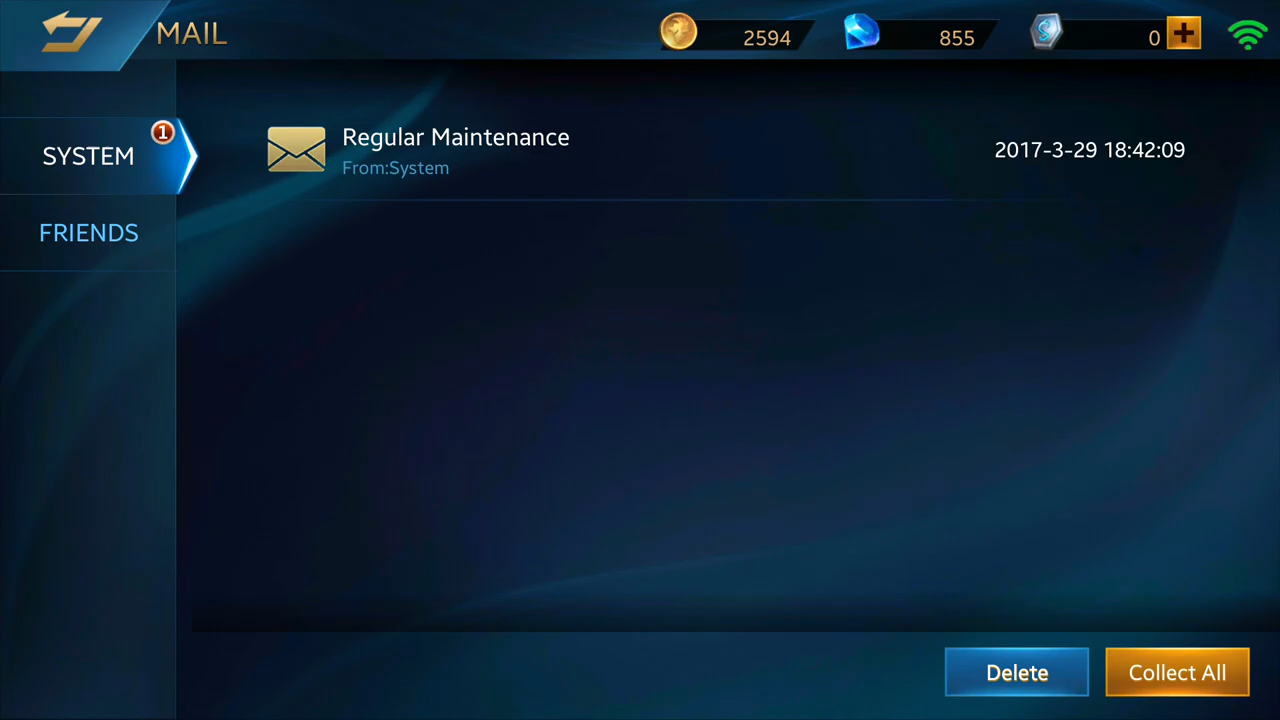 MAIL
2594
855
0
SYSTEM
1
FRIENDS
Regular Maintenance
From:System
2017-3-29 18:42:09
Delete
Collect All